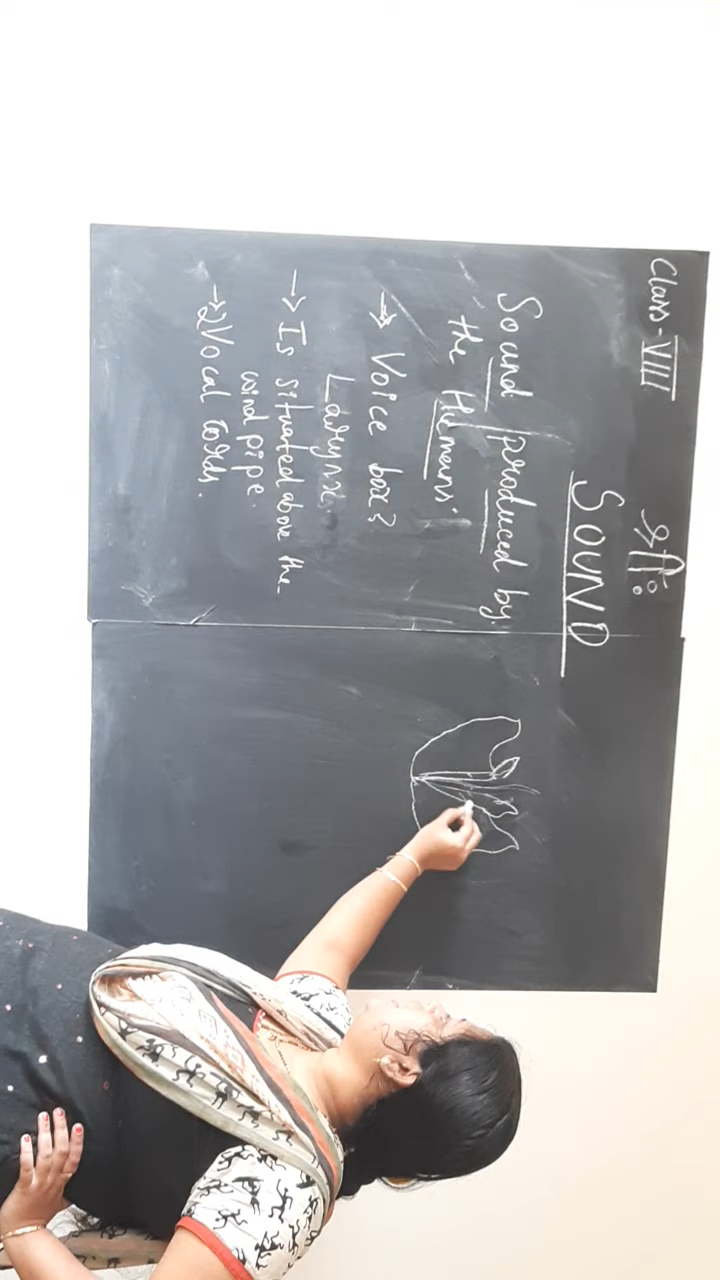 Class-VIII
SOUND
Sound produced by
the Humans'
→ Voice box?
Larynx.
→ Is situated above the-
wind pipe.
→ 2 Vocal cords.